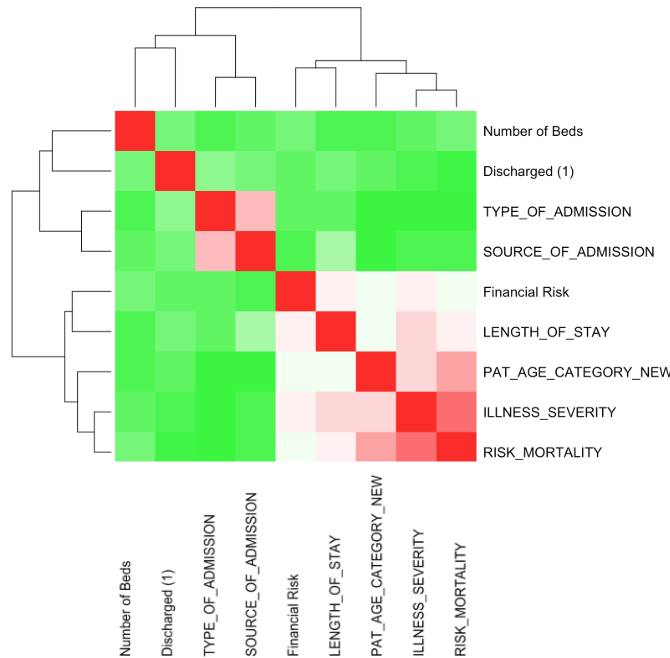 Number of Beds
Discharged (1)
TYPE_OF_ADMISSION
SOURCE_OF_ADMISSION
Financial Risk
LENGTH_OF_STAY
PAT_AGE_CATEGORY_NEW
ILLNESS_SEVERITY
RISK_MORTALITY
Number of Beds
Discharged (1)
TYPE_OF_ADMISSION
SOURCE_OF_ADMISSION
Financial Risk
LENGTH_OF_STAY
PAT_AGE_CATEGORY_NEW
ILLNESS_SEVERITY
RISK_MORTALITY